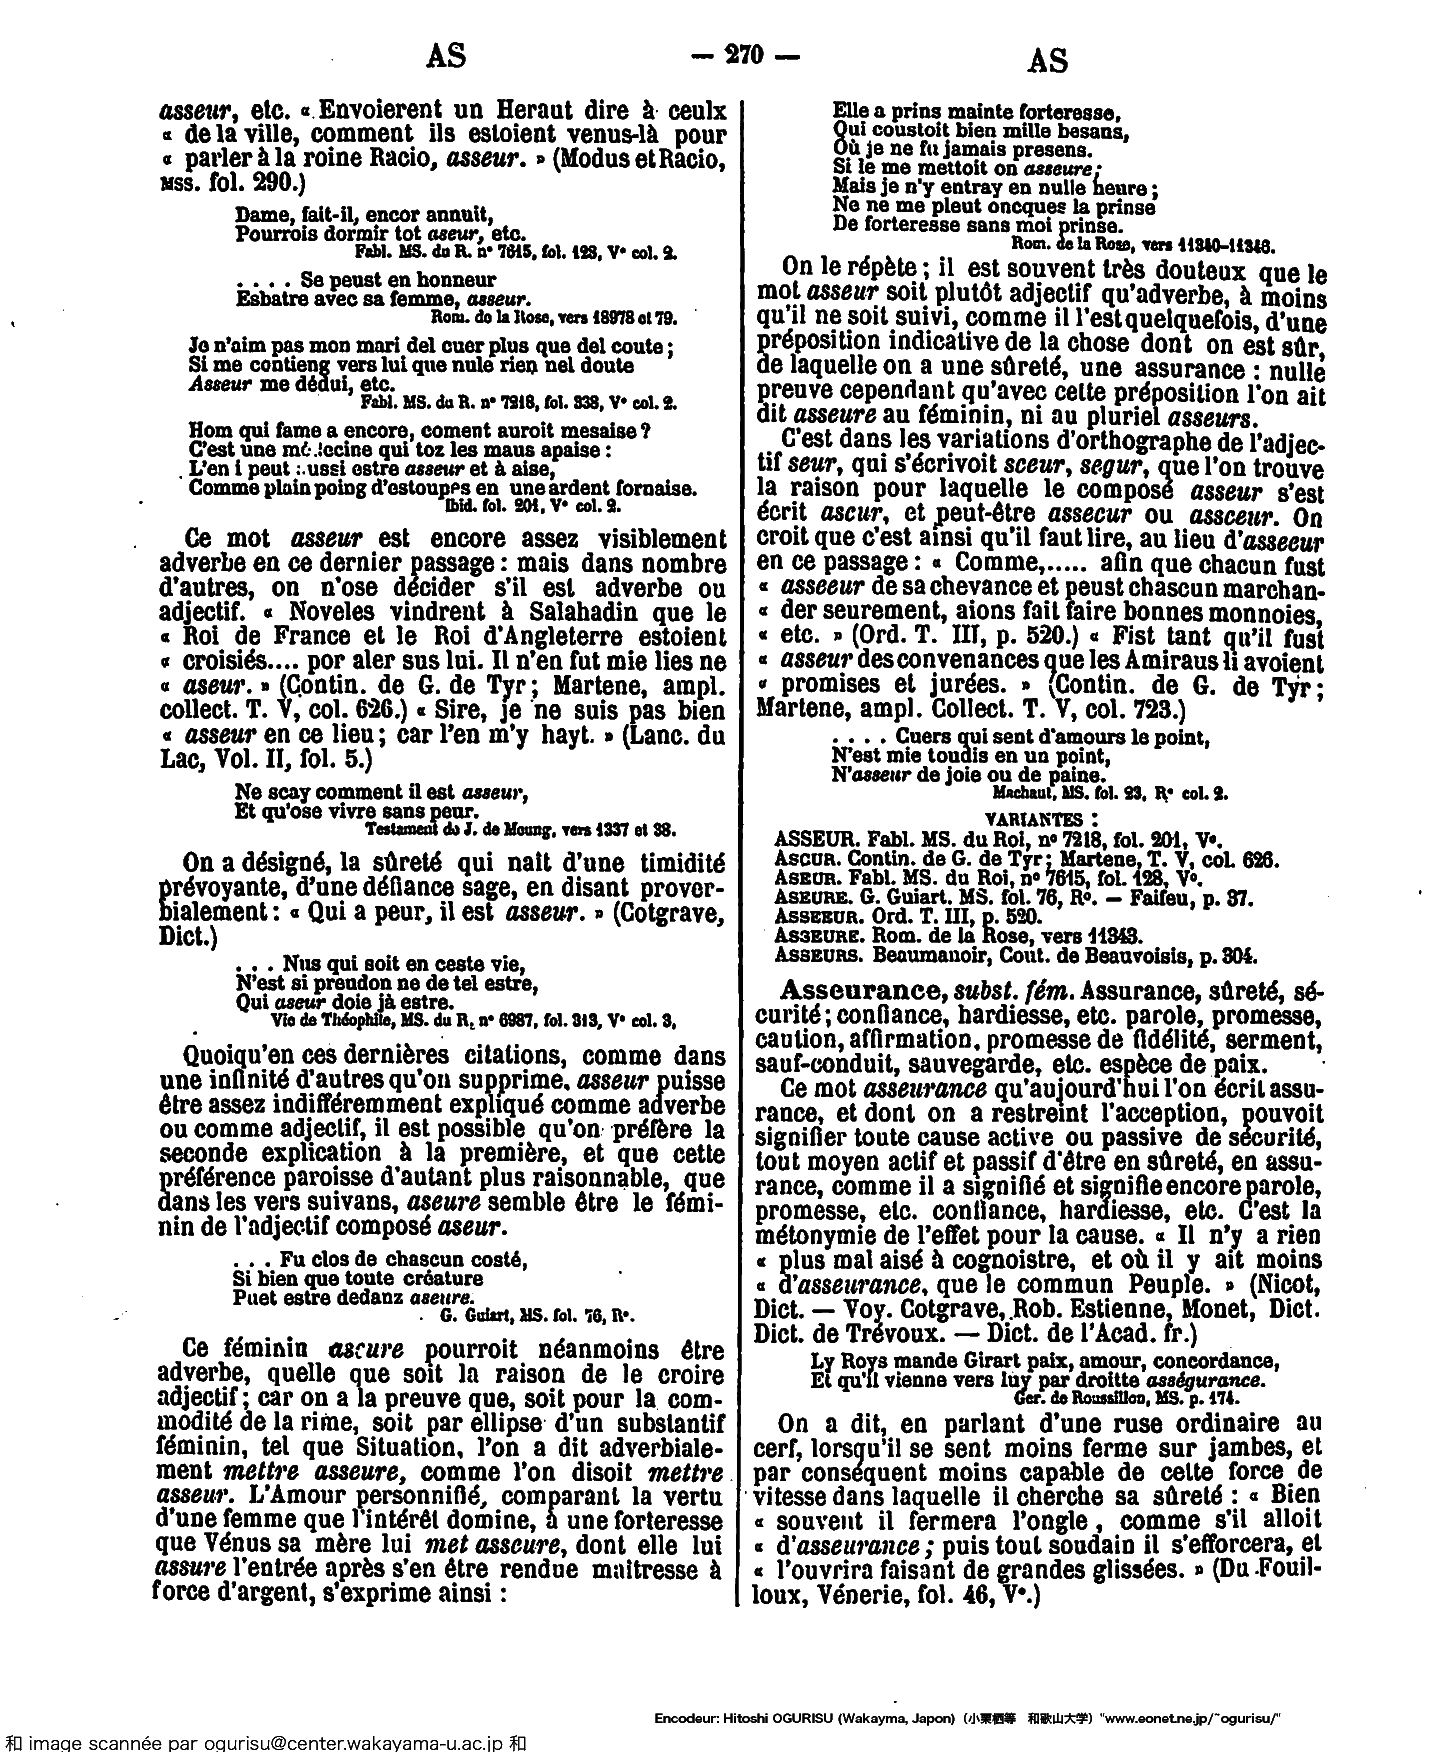 AS
— 270 —
AS
asseur, etc. « Envoierent un Heraut dire à ceulx
« de la ville, comment ils estoient venus-là pour
« parler à la roine Racio, asseur. » (Modus et Racio,
MSS. fol. 290.)
Dame, fait-il, encor annuit,
Pourrois dormir tot aseur, etc.
Fabl. MS. du R. n° 7615, fol. 128, V° col. 2.
. . . . Se peust en honneur
Esbatre avec sa femme, asseur.
Rom. de la Rose, vers 18978 et 79.
Je n'aim pas mon mari del cuer plus que del coute ;
Si me contieng vers lui que nule rien nel doute
Asseur me dédui, etc.
Fabl. MS. du R. n° 7218, fol. 338, V° col. 2.
Hom qui fame a encore, coment auroit mesaise ?
C'est une médecine qui toz les maus apaise :
L'en i peut aussi estre asseur et à aise,
Comme plain poing d'estoupes en une ardent fornaise.
Ibid. fol. 201, V° col. 2.
Ce mot asseur est encore assez visiblement
adverbe en ce dernier passage : mais dans nombre
d'autres, on n'ose décider s'il est adverbe ou
adjectif. « Noveles vindrent à Salahadin que le
« Roi de France et le Roi d'Angleterre estoient
« croisiés.... por aler sus lui. Il n'en fut mie lies ne
« aseur. » (Contin. de G. de Tyr ; Martene, ampl.
collect. T. V, col. 626.) « Sire, je ne suis pas bien
« asseur en ce lieu ; car l'en m'y hayt. » (Lanc. du
Lac, Vol. II, fol. 5.)
Ne scay comment il est asseur,
Et qu'ose vivre sans peur.
Testament de J. de Meung, vers 1337 et 38.
On a désigné, la sûreté qui naît d'une timidité
prévoyante, d'une défiance sage, en disant prover-
bialement : « Qui a peur, il est asseur. » (Cotgrave,
Dict.)
. . . Nus qui soit en ceste vie,
N'est si preudon ne de tel estre,
Qui aseur doie jà estre.
Vie de Théophile, MS. du R. n° 6987, fol. 313, V° col. 3.
Quoiqu'en ces dernières citations, comme dans
une infinité d'autres qu'on supprime, asseur puisse
être assez indifféremment expliqué comme adverbe
ou comme adjectif, il est possible qu'on préfère la
seconde explication à la première, et que cette
préférence paroisse d'autant plus raisonnable, que
dans les vers suivans, aseure semble être le fémi-
nin de l'adjectif composé aseur.
. . . Fu clos de chascun costé,
Si bien que toute créature
Puet estre dedanz aseure.
G. Guiart, MS. fol. 76, R°.
Ce féminin ascure pourroit néanmoins être
adverbe, quelle que soit la raison de le croire
adjectif ; car on a la preuve que, soit pour la com-
modité de la rime, soit par ellipse d'un substantif
féminin, tel que Situation, l'on a dit adverbiale-
ment mettre asseure, comme l'on disoit mettre
asseur. L'Amour personnifié, comparant la vertu
d'une femme que l'intérêt domine, à une forteresse
que Vénus sa mère lui met asseure, dont elle lui
assure l'entrée après s'en être rendue maîtresse à
force d'argent, s'exprime ainsi :
Elle a prins mainte forteresse,
Qui coustoit bien mille besans,
Où je ne fu jamais presens.
Si le me mettoit on asseure ;
Mais je n'y entray en nulle heure ;
Ne ne me pleut oncques la prinse
De forteresse sans moi prinse.
Rom. de la Rose, vers 11340-11346.
On le répète ; il est souvent très douteux que le
mot asseur soit plutôt adjectif qu'adverbe, à moins
qu'il ne soit suivi, comme il l'est quelquefois, d'une
préposition indicative de la chose dont on est sûr,
de laquelle on a une sûreté, une assurance : nulle
preuve cependant qu'avec cette préposition l'on ait
dit asseure au féminin, ni au pluriel asseurs.
C'est dans les variations d'orthographe de l'adjec-
tif seur, qui s'écrivoit sceur, segur, que l'on trouve
la raison pour laquelle le composé asseur s'est
écrit ascur, et peut-être assecur ou assceur. On
croit que c'est ainsi qu'il faut lire, au lieu d'asseeur
en ce passage : « Comme,..... afin que chacun fust
« asseeur de sa chevance et peust chascun marchan-
« der seurement, aions fait faire bonnes monnoies,
« etc. » (Ord. T. III, p. 520.) « Fist tant qu'il fust
« asseur des convenances que les Amiraus li avoient
« promises et jurées. » (Contin. de G. de Tyr ;
Martene, ampl. Collect. T. V, col. 723.)
. . . . Cuers qui sent d'amours le point,
N'est mie toudis en un point,
N'asseur de joie ou de paine.
Machaut, MS. fol. 23, R° col. 2.
VARIANTES :
ASSEUR. Fabl. MS. du Roi, n° 7218, fol. 201, V°.
ASCUR. Contin. de G. de Tyr ; Martene, T. V, col. 626.
ASEUR. Fabl. MS. du Roi, n° 7615, fol. 128, V°.
ASEURE. G. Guiart. MS. fol. 76, R°. — Faifeu, p. 37.
ASSEEUR. Ord. T. III, p. 520.
ASSEURE. Rom. de la Rose, vers 11343.
ASSEURS. Beaumanoir, Cout. de Beauvoisis, p. 304.
Asseurance, subst. fém. Assurance, sûreté, sé-
curité ; confiance, hardiesse, etc. parole, promesse,
caution, affirmation, promesse de fidélité, serment,
sauf-conduit, sauvegarde, etc. espèce de paix.
Ce mot asseurance qu'aujourd'hui l'on écrit assu-
rance, et dont on a restreint l'acception, pouvoit
signifier toute cause active ou passive de sécurité,
tout moyen actif et passif d'être en sûreté, en assu-
rance, comme il a signifié et signifie encore parole,
promesse, etc. confiance, hardiesse, etc. C'est la
métonymie de l'effet pour la cause. « Il n'y a rien
« plus mal aisé à cognoistre, et où il y ait moins
« d'asseurance, que le commun Peuple. » (Nicot,
Dict. — Voy. Cotgrave, Rob. Estienne, Monet, Dict.
Dict. de Trévoux. — Dict. de l'Acad. fr.)
Ly Roys mande Girart paix, amour, concordance,
Et qu'il vienne vers luy par droitte asségurance.
Ger. de Roussillon, MS. p. 174.
On a dit, en parlant d'une ruse ordinaire au
cerf, lorsqu'il se sent moins ferme sur jambes, et
par conséquent moins capable de cette force de
vitesse dans laquelle il cherche sa sûreté : « Bien
« souvent il fermera l'ongle, comme s'il alloit
« d'asseurance ; puis tout soudain il s'efforcera, et
« l'ouvrira faisant de grandes glissées. » (Du Fouil-
loux, Vénerie, fol. 46, V°.)
Encodeur: Hitoshi OGURISU (Wakayma, Japon) (小栗栖等 和歌山大学) "www.eonet.ne.jp/~ogurisu/"
和 image scannée par ogurisu@center.wakayama-u.ac.jp 和